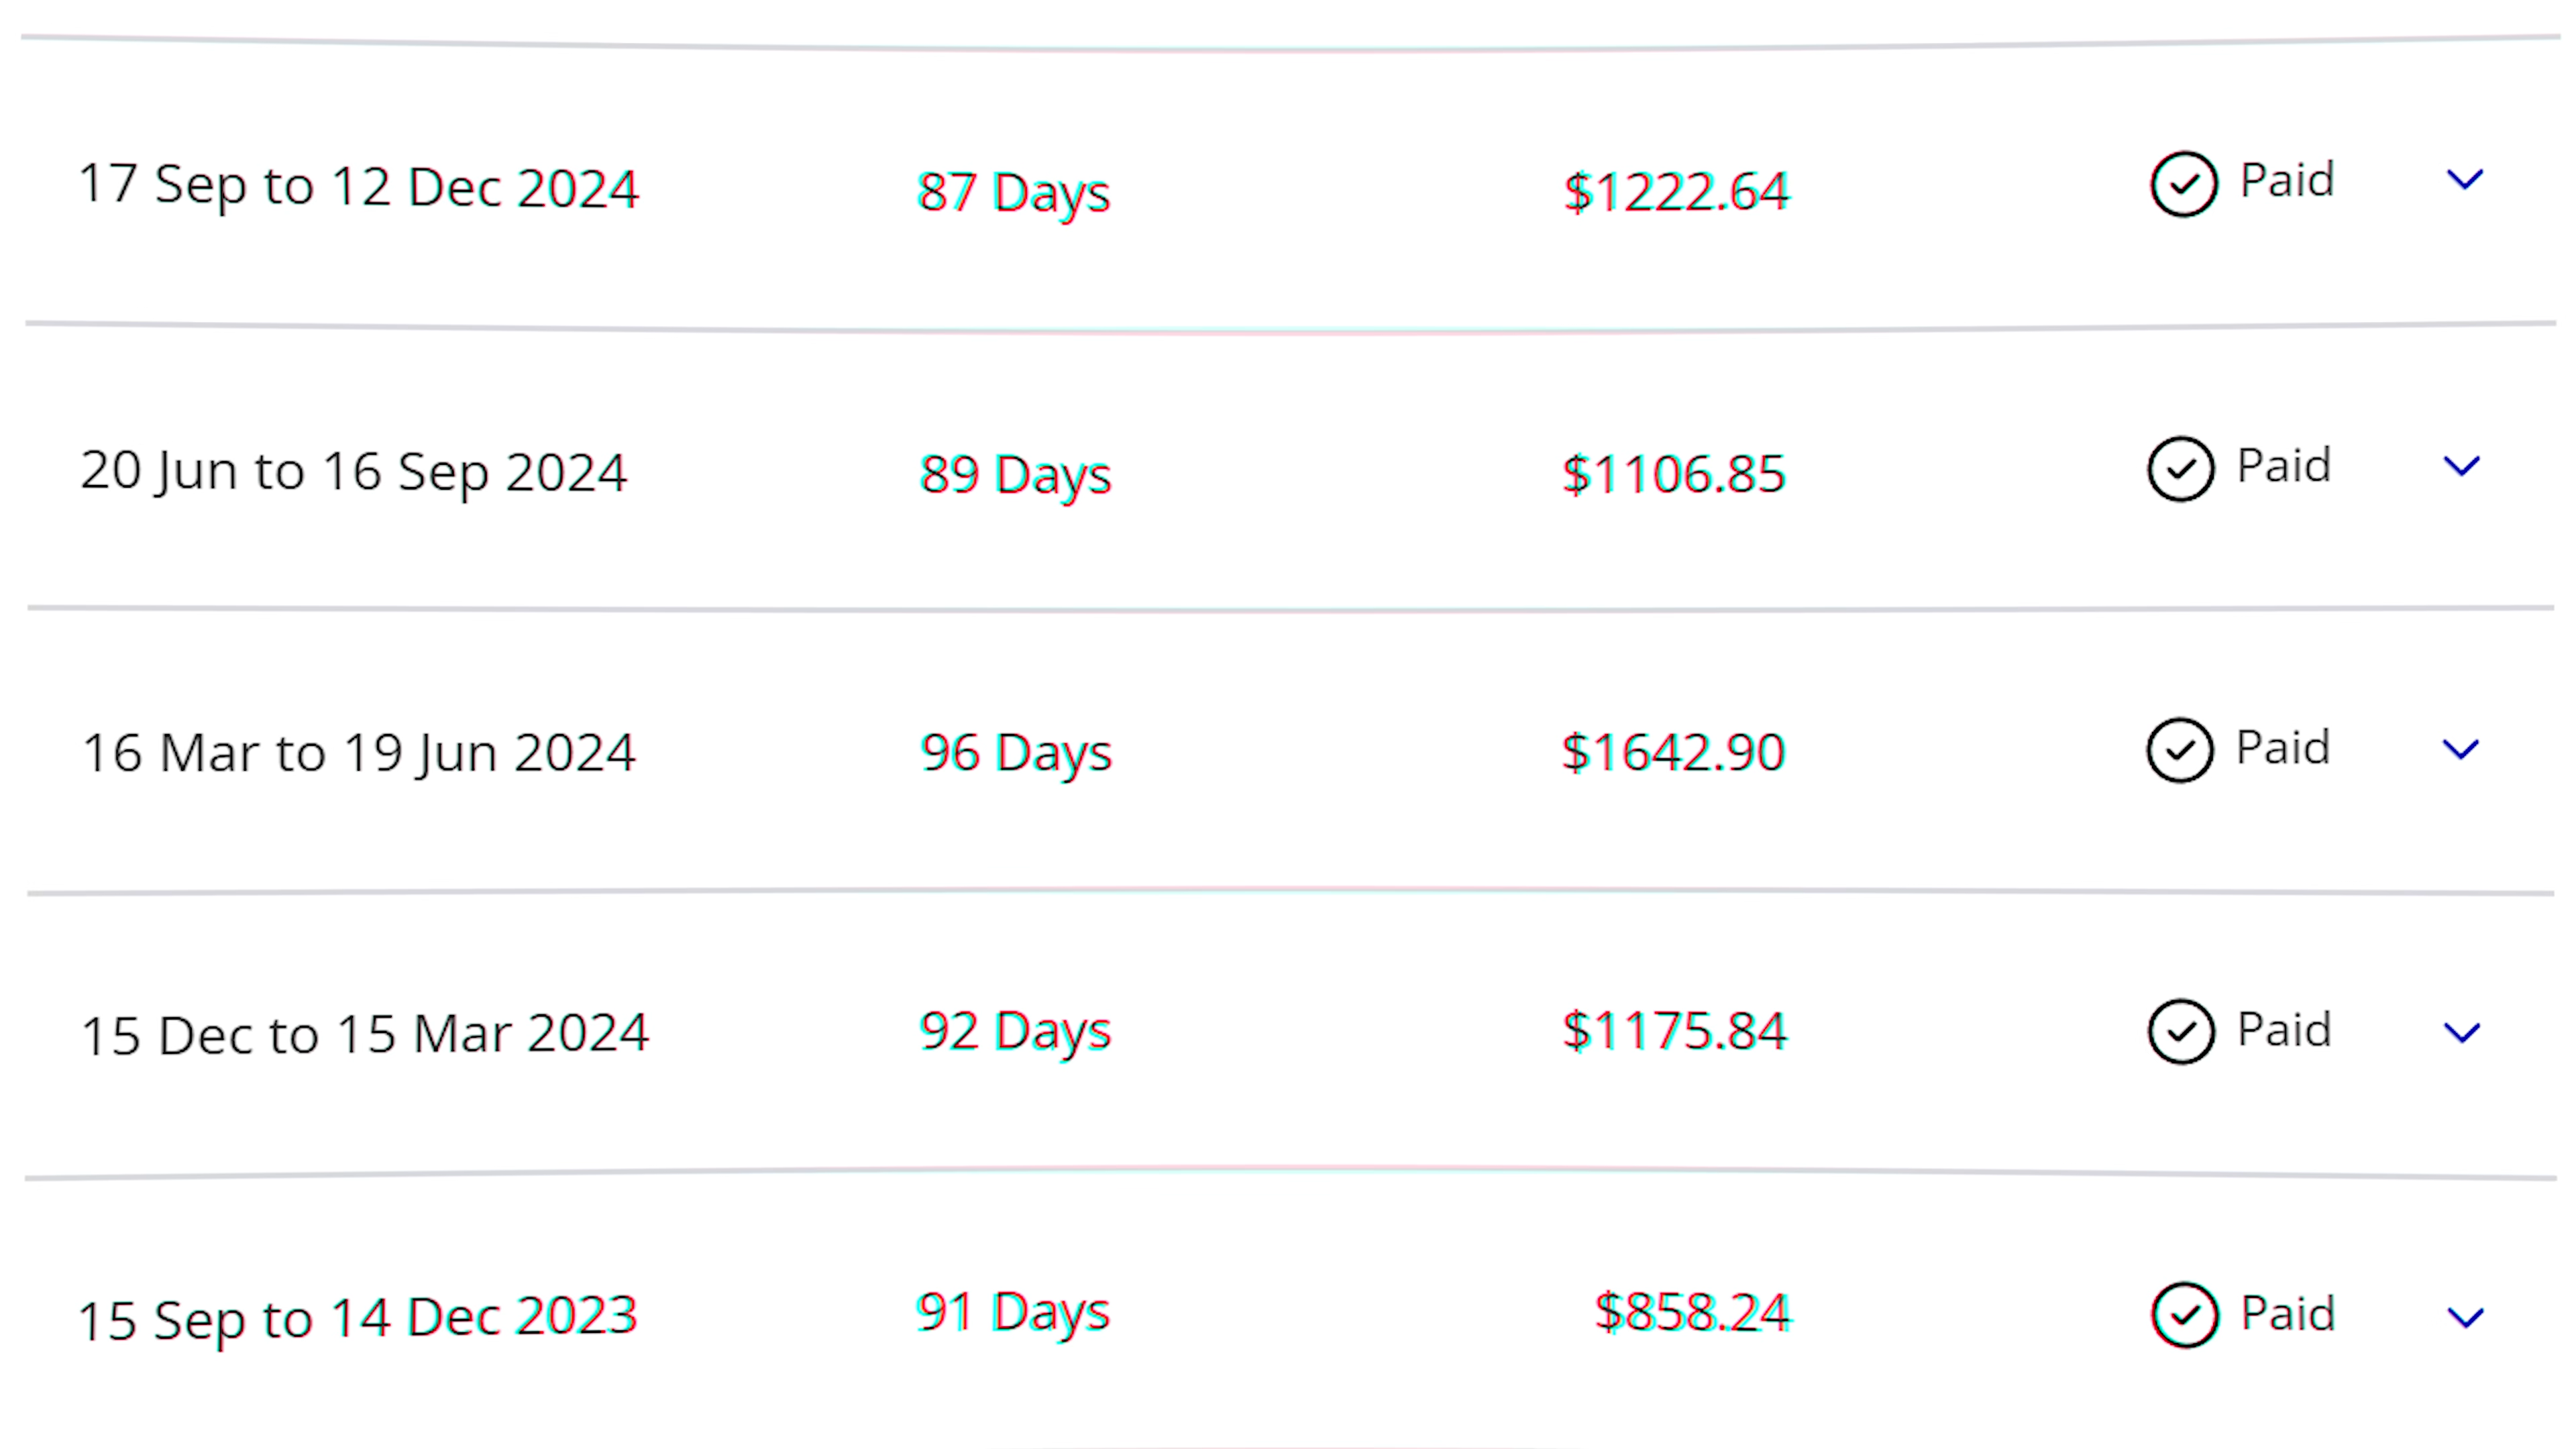 17 Sep to 12 Dec 2024 87 Days $1222.64 Paid
20 Jun to 16 Sep 2024 89 Days $1106.85 Paid
16 Mar to 19 Jun 2024 96 Days $1642.90 Paid
15 Dec to 15 Mar 2024 92 Days $1175.84 Paid
15 Sep to 14 Dec 2023 91 Days $858.24 Paid